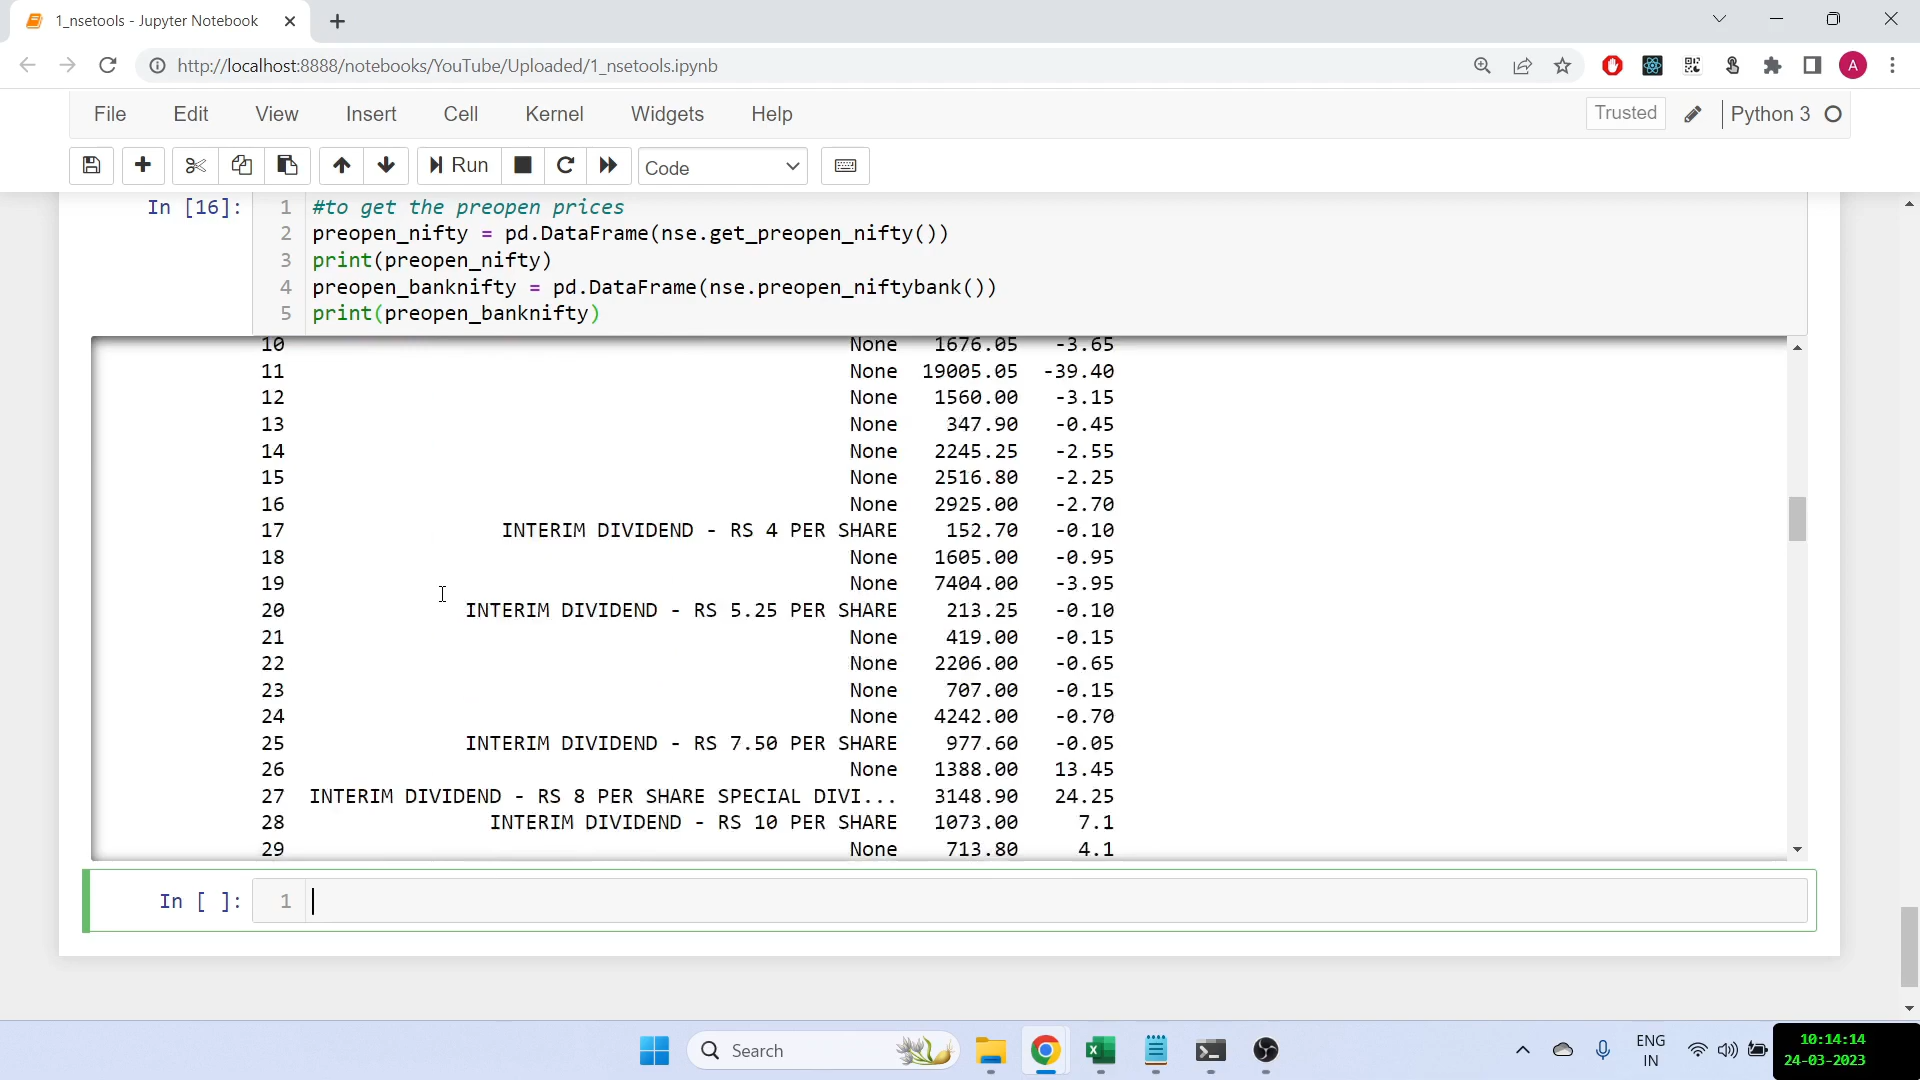 1_nsetools - Jupyter Notebook
http://localhost:8888/notebooks/YouTube/Uploaded/1_nsetools.ipynb
A
File Edit View Insert Cell Kernel Widgets Help
Trusted
Python 3
Run
Code
In [16]:
1 #to get the preopen prices
2 preopen_nifty = pd.DataFrame(nse.get_preopen_nifty())
3 print(preopen_nifty)
4 preopen_banknifty = pd.DataFrame(nse.preopen_niftybank())
5 print(preopen_banknifty)
10 None 1676.05 -3.65
11 None 19005.05 -39.40
12 None 1560.00 -3.15
13 None 347.90 -0.45
14 None 2245.25 -2.55
15 None 2516.80 -2.25
16 None 2925.00 -2.70
17 INTERIM DIVIDEND - RS 4 PER SHARE 152.70 -0.10
18 None 1605.00 -0.95
19 None 7404.00 -3.95
20 INTERIM DIVIDEND - RS 5.25 PER SHARE 213.25 -0.10
21 None 419.00 -0.15
22 None 2206.00 -0.65
23 None 707.00 -0.15
24 None 4242.00 -0.70
25 INTERIM DIVIDEND - RS 7.50 PER SHARE 977.60 -0.05
26 None 1388.00 13.45
27 INTERIM DIVIDEND - RS 8 PER SHARE SPECIAL DIVI... 3148.90 24.25
28 INTERIM DIVIDEND - RS 10 PER SHARE 1073.00 7.1
29 None 713.80 4.1
In [ ]:
1
Search
ENG
IN
10:14:14
24-03-2023